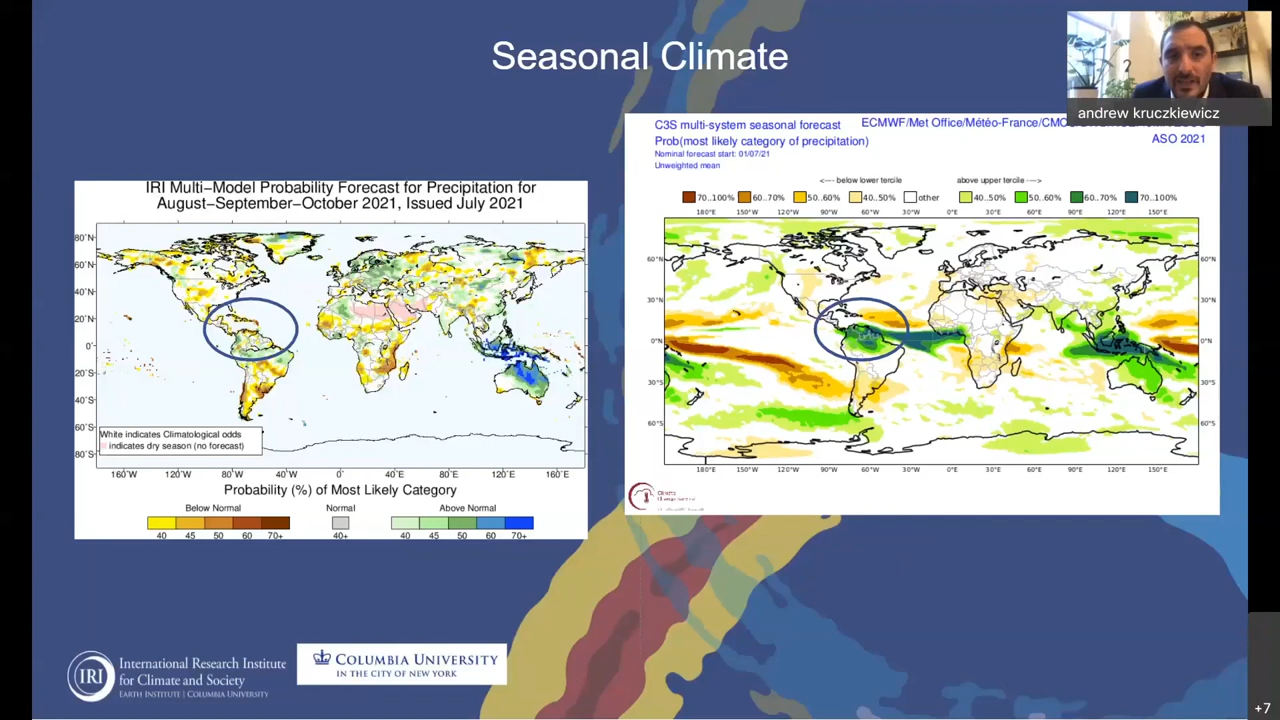 Seasonal Climate
andrew kruczkiewicz
IRI Multi-Model Probability Forecast for Precipitation for
August-September-October 2021, Issued July 2021
80˚N
60˚N
40˚N
20˚N
0˚
20˚S
40˚S
60˚S
80˚S
White indicates Climatological odds
indicates dry season (no forecast)
160˚W 120˚W 80˚W 40˚W 0˚ 40˚E 80˚E 120˚E 160˚E
Probability (%) of Most Likely Category
Below Normal Normal Above Normal
40 45 50 60 70+ 40+ 40 45 50 60 70+
C3S multi-system seasonal forecast ECMWF/Met Office/Météo-France/CMC
Prob(most likely category of precipitation) ASO 2021
Nominal forecast start: 01/07/21
Unweighted mean
<---- below lower tercile above upper tercile ---->
70..100% 60..70% 50..60% 40..50% other 40..50% 50..60% 60..70% 70..100%
180°E 150°W 120°W 90°W 60°W 30°W 0°E 30°E 60°E 90°E 120°E 150°E
60°N 60°N
30°N 30°N
0°N 0°N
30°S 30°S
60°S 60°S
180°E 150°W 120°W 90°W 60°W 30°W 0°E 30°E 60°E 90°E 120°E 150°E
IRI
International Research Institute
for Climate and Society
EARTH INSTITUTE | COLUMBIA UNIVERSITY
COLUMBIA UNIVERSITY
IN THE CITY OF NEW YORK
+7